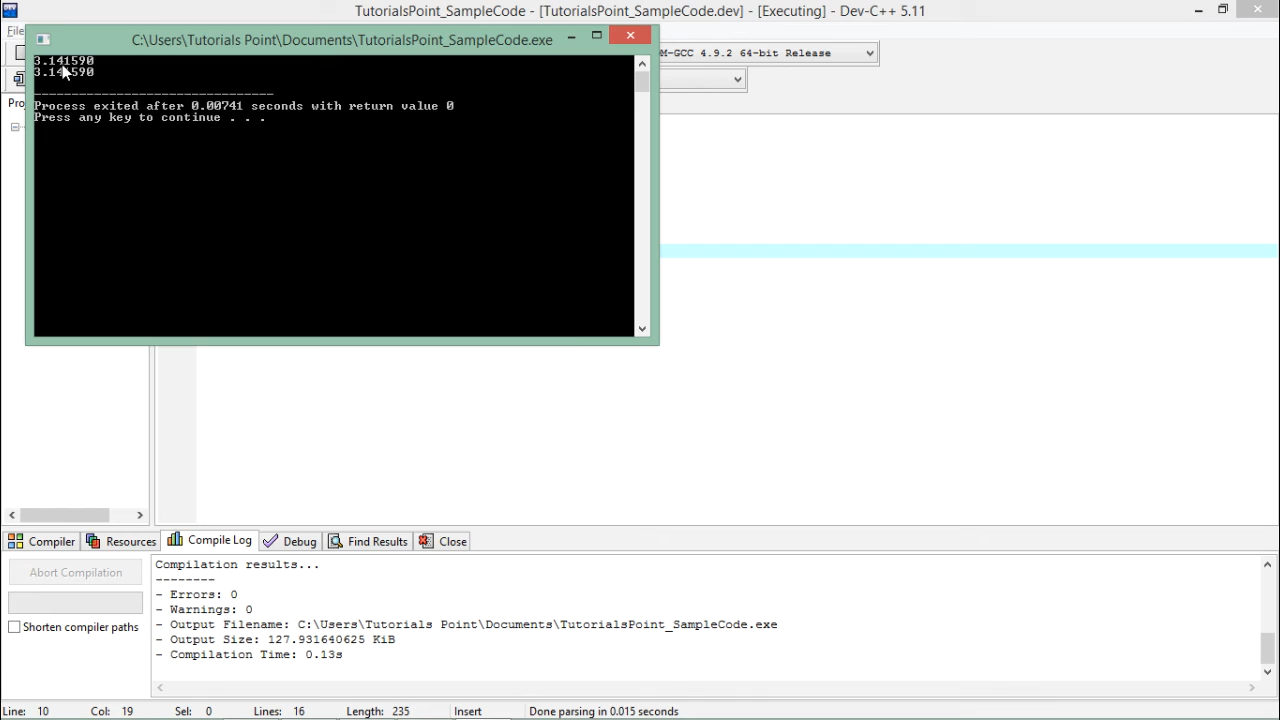 TutorialsPoint_SampleCode - [TutorialsPoint_SampleCode.dev] - [Executing] - Dev-C++ 5.11
File
C:\Users\Tutorials Point\Documents\TutorialsPoint_SampleCode.exe
M-GCC 4.9.2 64-bit Release
3.141590
3.141590
--------------------------------
Process exited after 0.00741 seconds with return value 0
Press any key to continue . . .
Proj
Compiler
Resources
Compile Log
Debug
Find Results
Close
Abort Compilation
Shorten compiler paths
Compilation results...
--------
- Errors: 0
- Warnings: 0
- Output Filename: C:\Users\Tutorials Point\Documents\TutorialsPoint_SampleCode.exe
- Output Size: 127.931640625 KiB
- Compilation Time: 0.13s
Line: 10 Col: 19 Sel: 0 Lines: 16 Length: 235 Insert Done parsing in 0.015 seconds